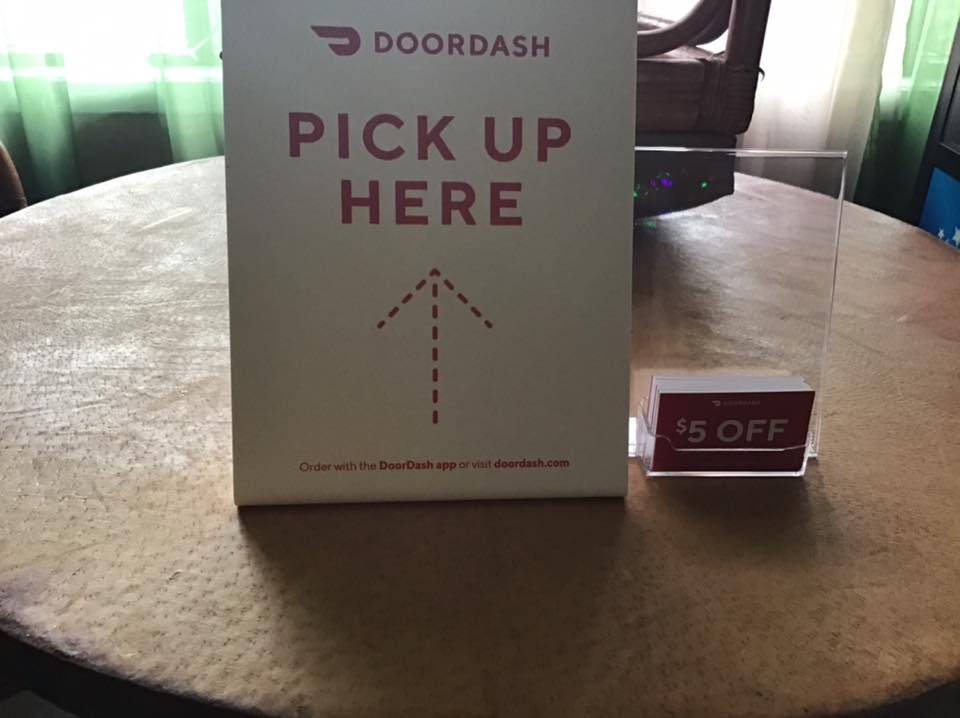 DOORDASH
PICK UP
HERE
Order with the DoorDash app or visit doordash.com
DOORDASH
$5 OFF